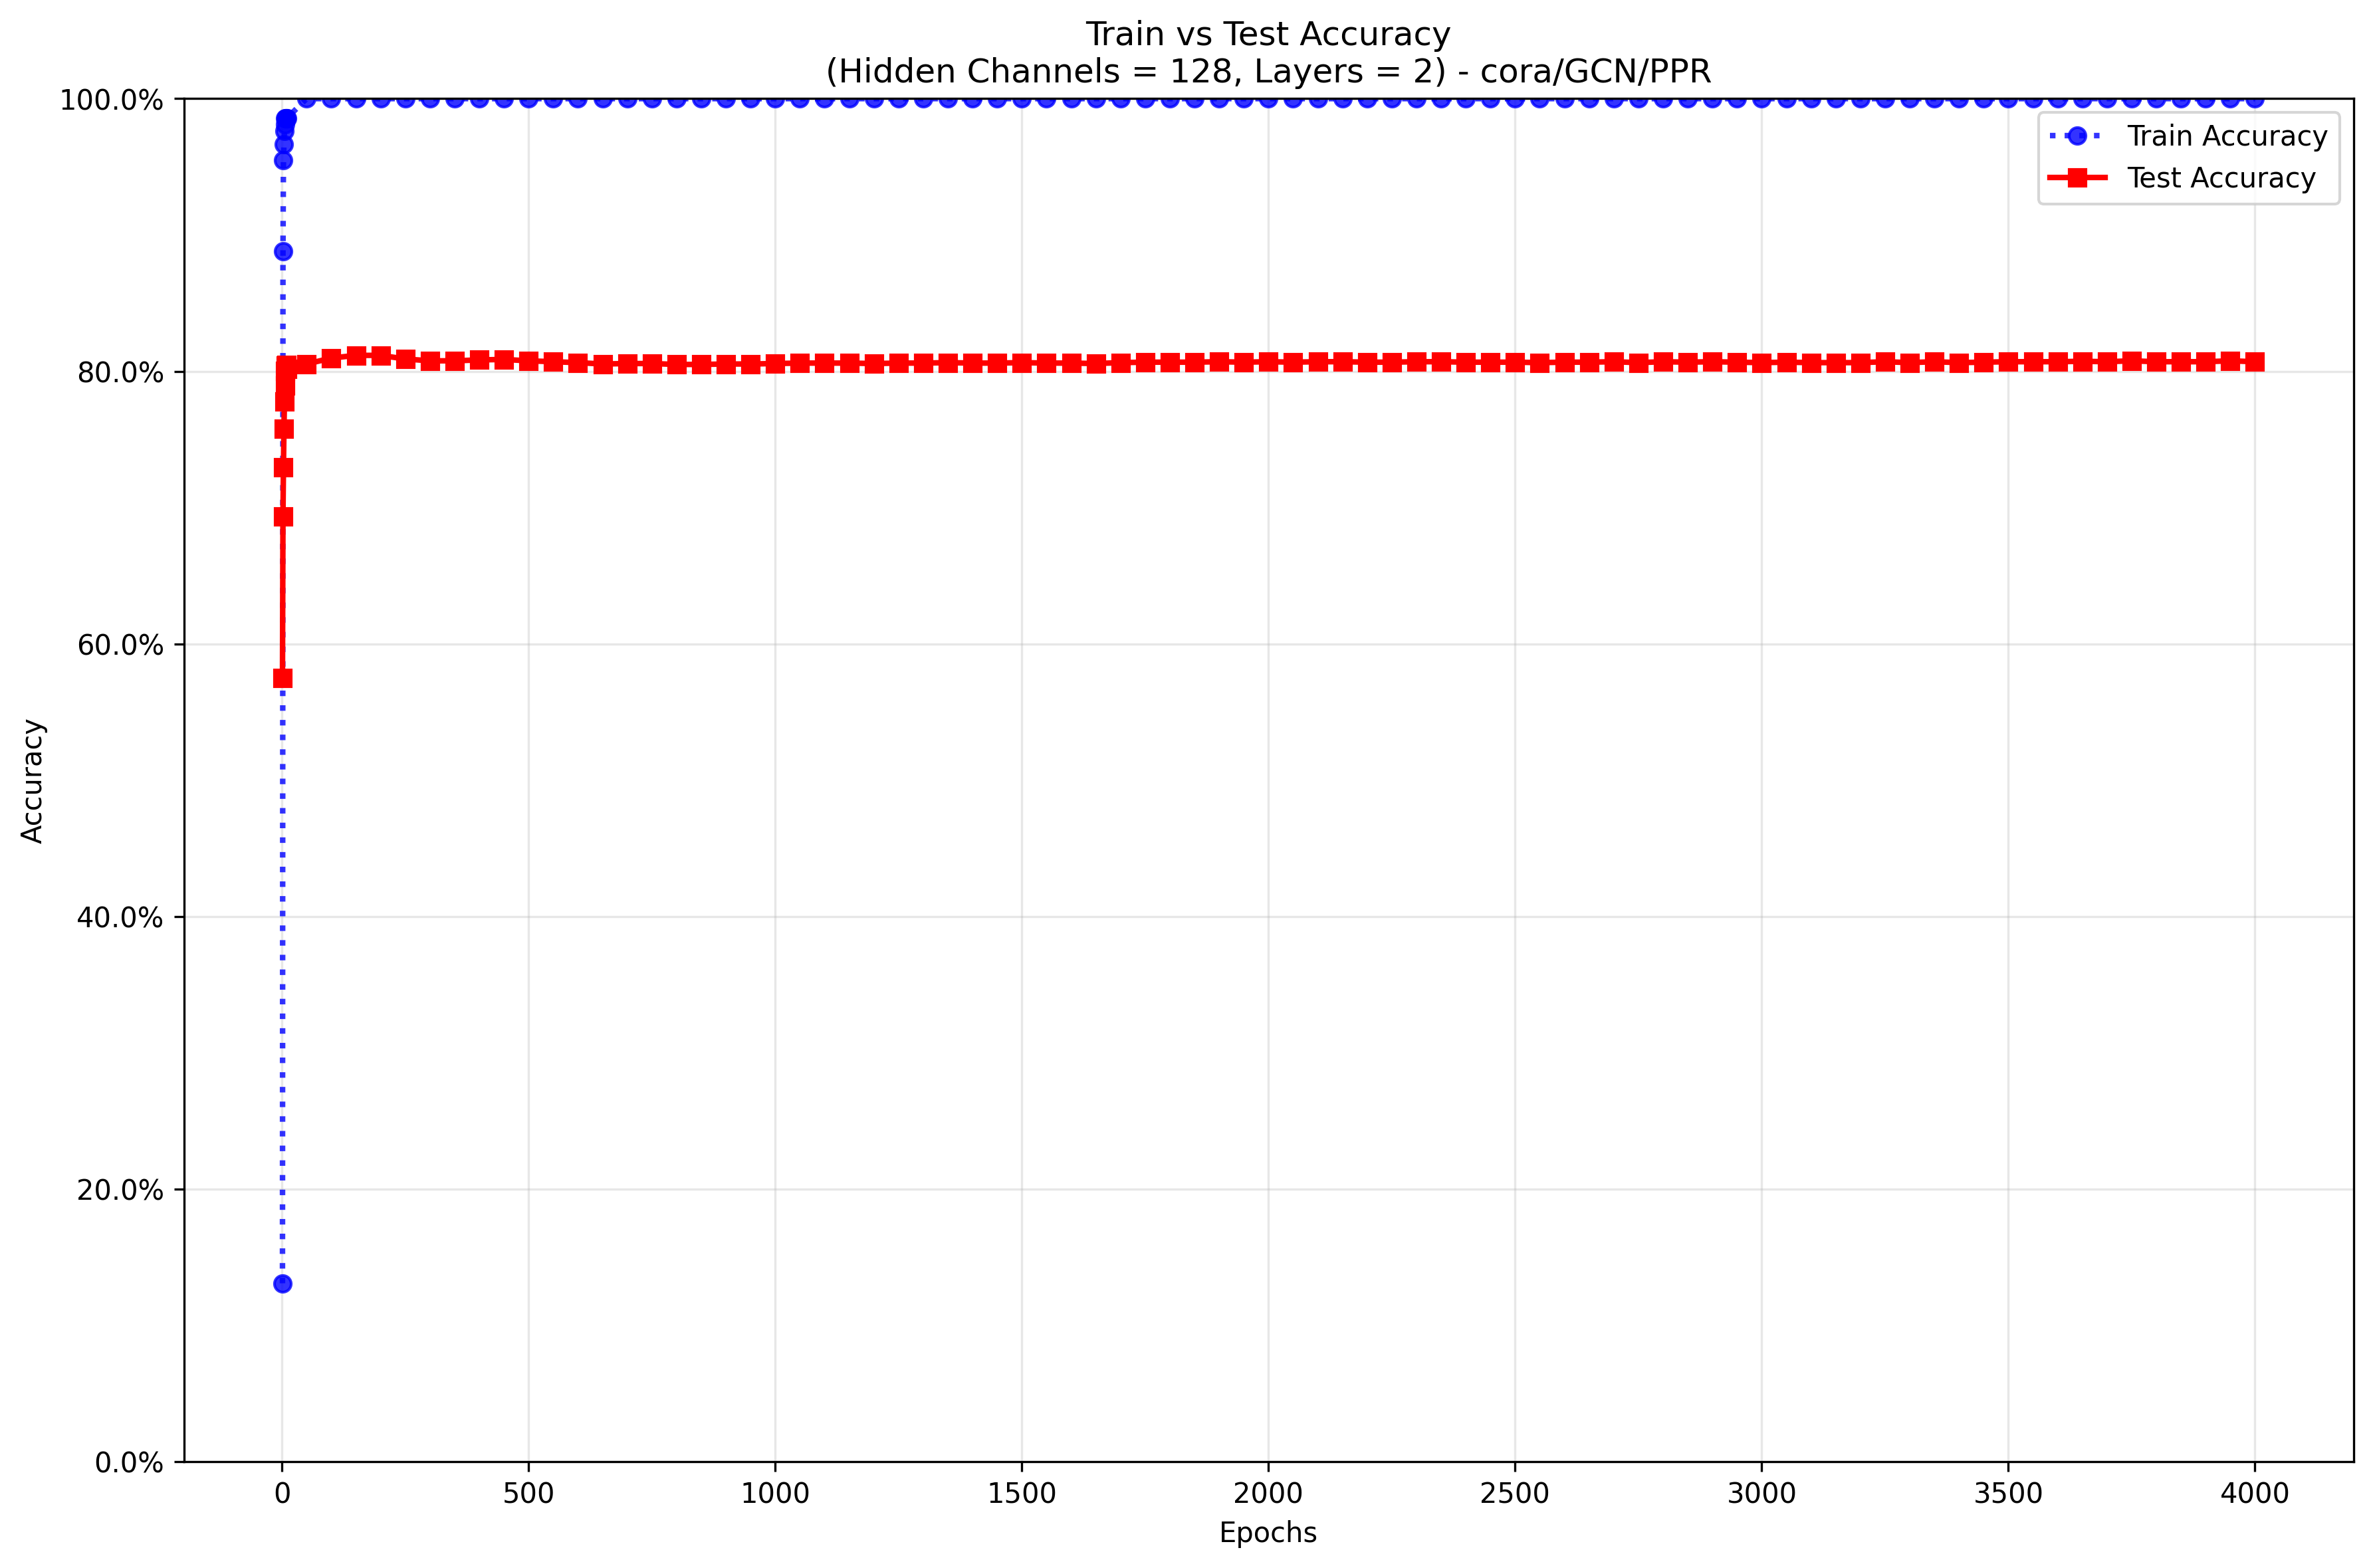 Train vs Test Accuracy
(Hidden Channels = 128, Layers = 2) - cora/GCN/PPR
100.0%
80.0%
60.0%
40.0%
20.0%
0.0%
Accuracy
Train Accuracy
Test Accuracy
0 500 1000 1500 2000 2500 3000 3500 4000
Epochs